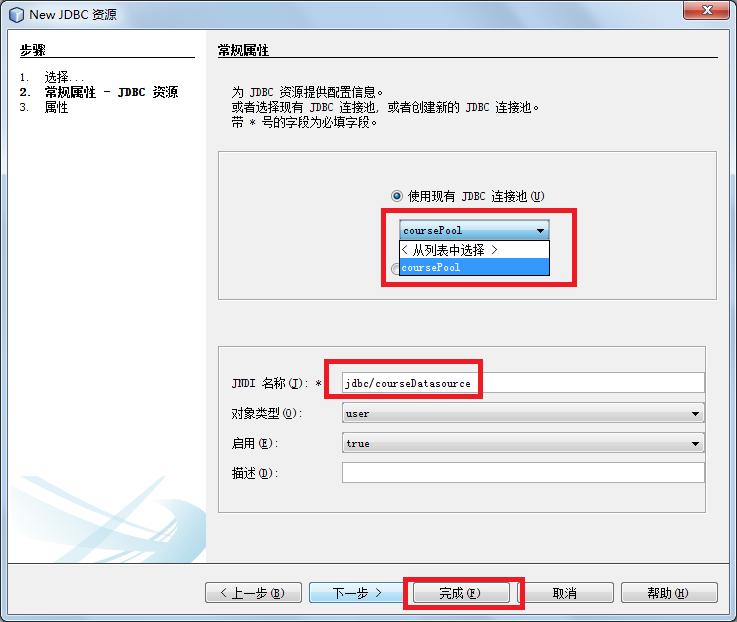 New JDBC 资源
步骤
1. 选择...
2. 常规属性 - JDBC 资源
3. 属性
常规属性
为 JDBC 资源提供配置信息。
或者选择现有 JDBC 连接池, 或者创建新的 JDBC 连接池。
带 * 号的字段为必填字段。
使用现有 JDBC 连接池(U)
coursePool
< 从列表中选择 >
coursePool
JNDI 名称(J): * jdbc/courseDatasource
对象类型(O): user
启用(E): true
描述(D):
< 上一步(B) 下一步 > 完成(F) 取消 帮助(H)